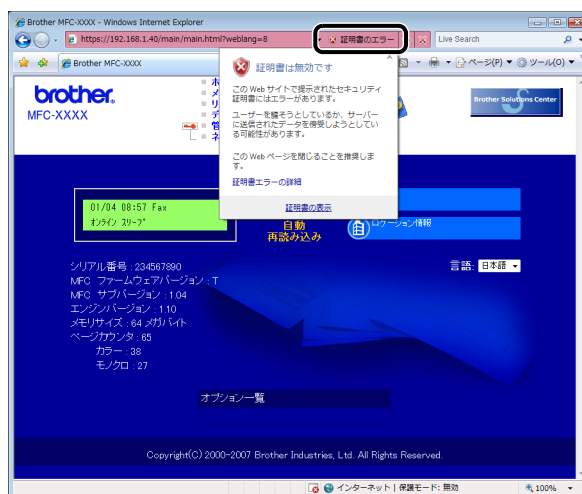 Brother MFC-XXXX - Windows Internet Explorer
https://192.168.1.40/main/main.html?weblang=8
証明書のエラー
Live Search
Brother MFC-XXXX
ページ(P)
ツール(O)
brother
MFC-XXXX
Brother Solutions Center
証明書は無効です
この Web サイトで提示されたセキュリティ
証明書にはエラーがあります。
ユーザーを騙そうとしているか、サーバー
に送信されたデータを傍受しようとしてい
る可能性があります。
この Web ページを閉じることを推奨しま
す。
証明書エラーの詳細
証明書の表示
01/04 08:57 Fax
オンライン スリープ
自動
再読み込み
ロケーション情報
シリアル番号 : 234567890
言語: 日本語
MFC ファームウェアバージョン : T
MFC サブバージョン : 1.04
エンジンバージョン : 1.10
メモリサイズ : 64 メガバイト
ページカウンタ : 65
カラー : 38
モノクロ : 27
オプション一覧
Copyright(C) 2000-2007 Brother Industries, Ltd. All Rights Reserved.
インターネット | 保護モード: 無効
100%